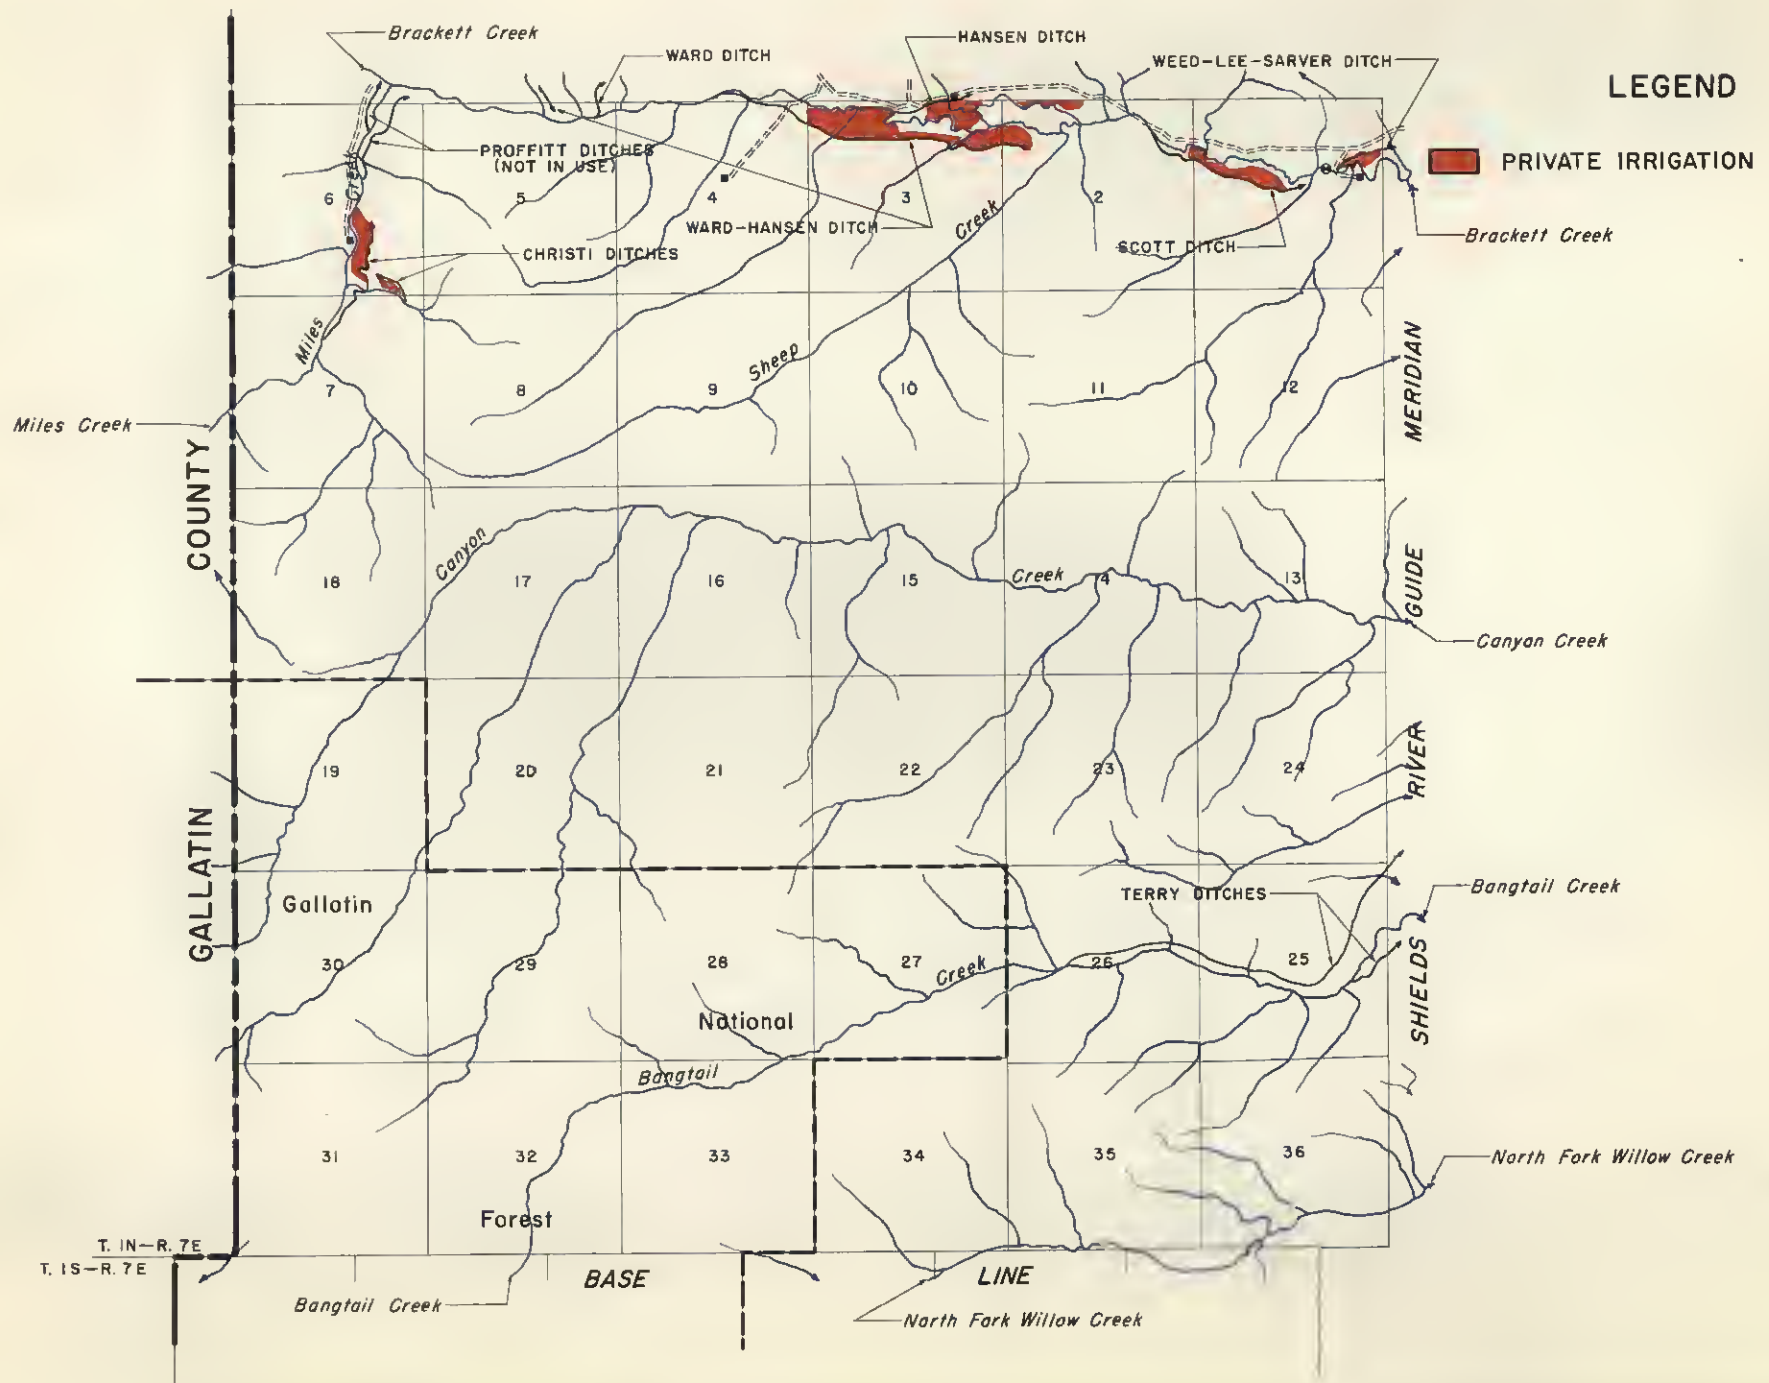 Brackett Creek
HANSEN DITCH
WARD DITCH
WEED-LEE-SARVER DITCH
LEGEND
PROFFITT DITCHES
(NOT IN USE)
PRIVATE IRRIGATION
Creek
6
5
4
3
2
WARD-HANSEN DITCH
Creek
SCOTT DITCH
Brackett Creek
CHRISTI DITCHES
Miles
MERIDIAN
Sheep
7
8
9
10
11
12
Miles Creek
COUNTY
Canyon
18
17
16
15
Creek
4
13
GUIDE
Canyon Creek
19
20
21
22
23
24
RIVER
GALLATIN
Gallatin
TERRY DITCHES
Bangtail Creek
30
29
28
27
Creek
26
25
SHIELDS
National
Bangtail
31
32
33
34
35
36
North Fork Willow Creek
Forest
T. 1N-R. 7E
T. 1S-R. 7E
BASE
LINE
Bangtail Creek
North Fork Willow Creek